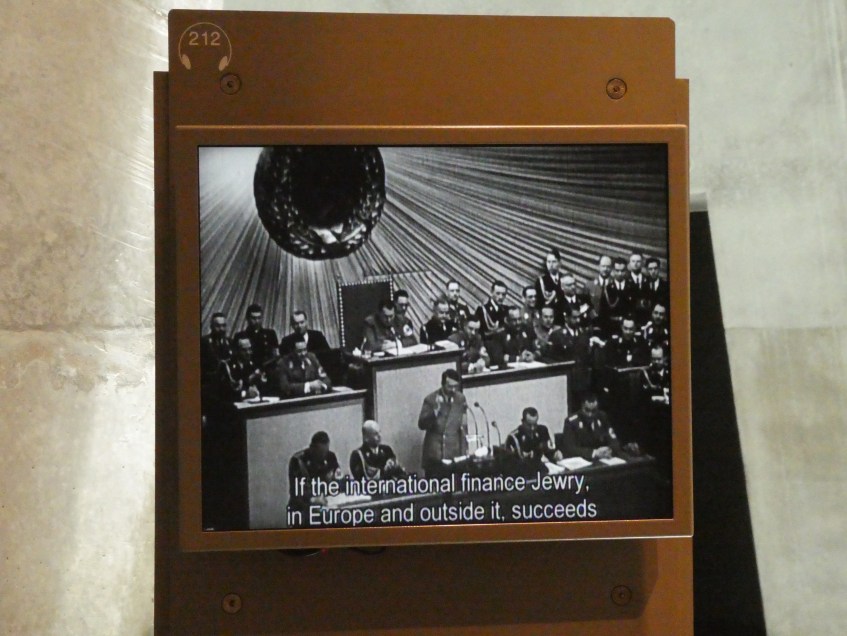 212
If the international finance Jewry,
in Europe and outside it, succeeds